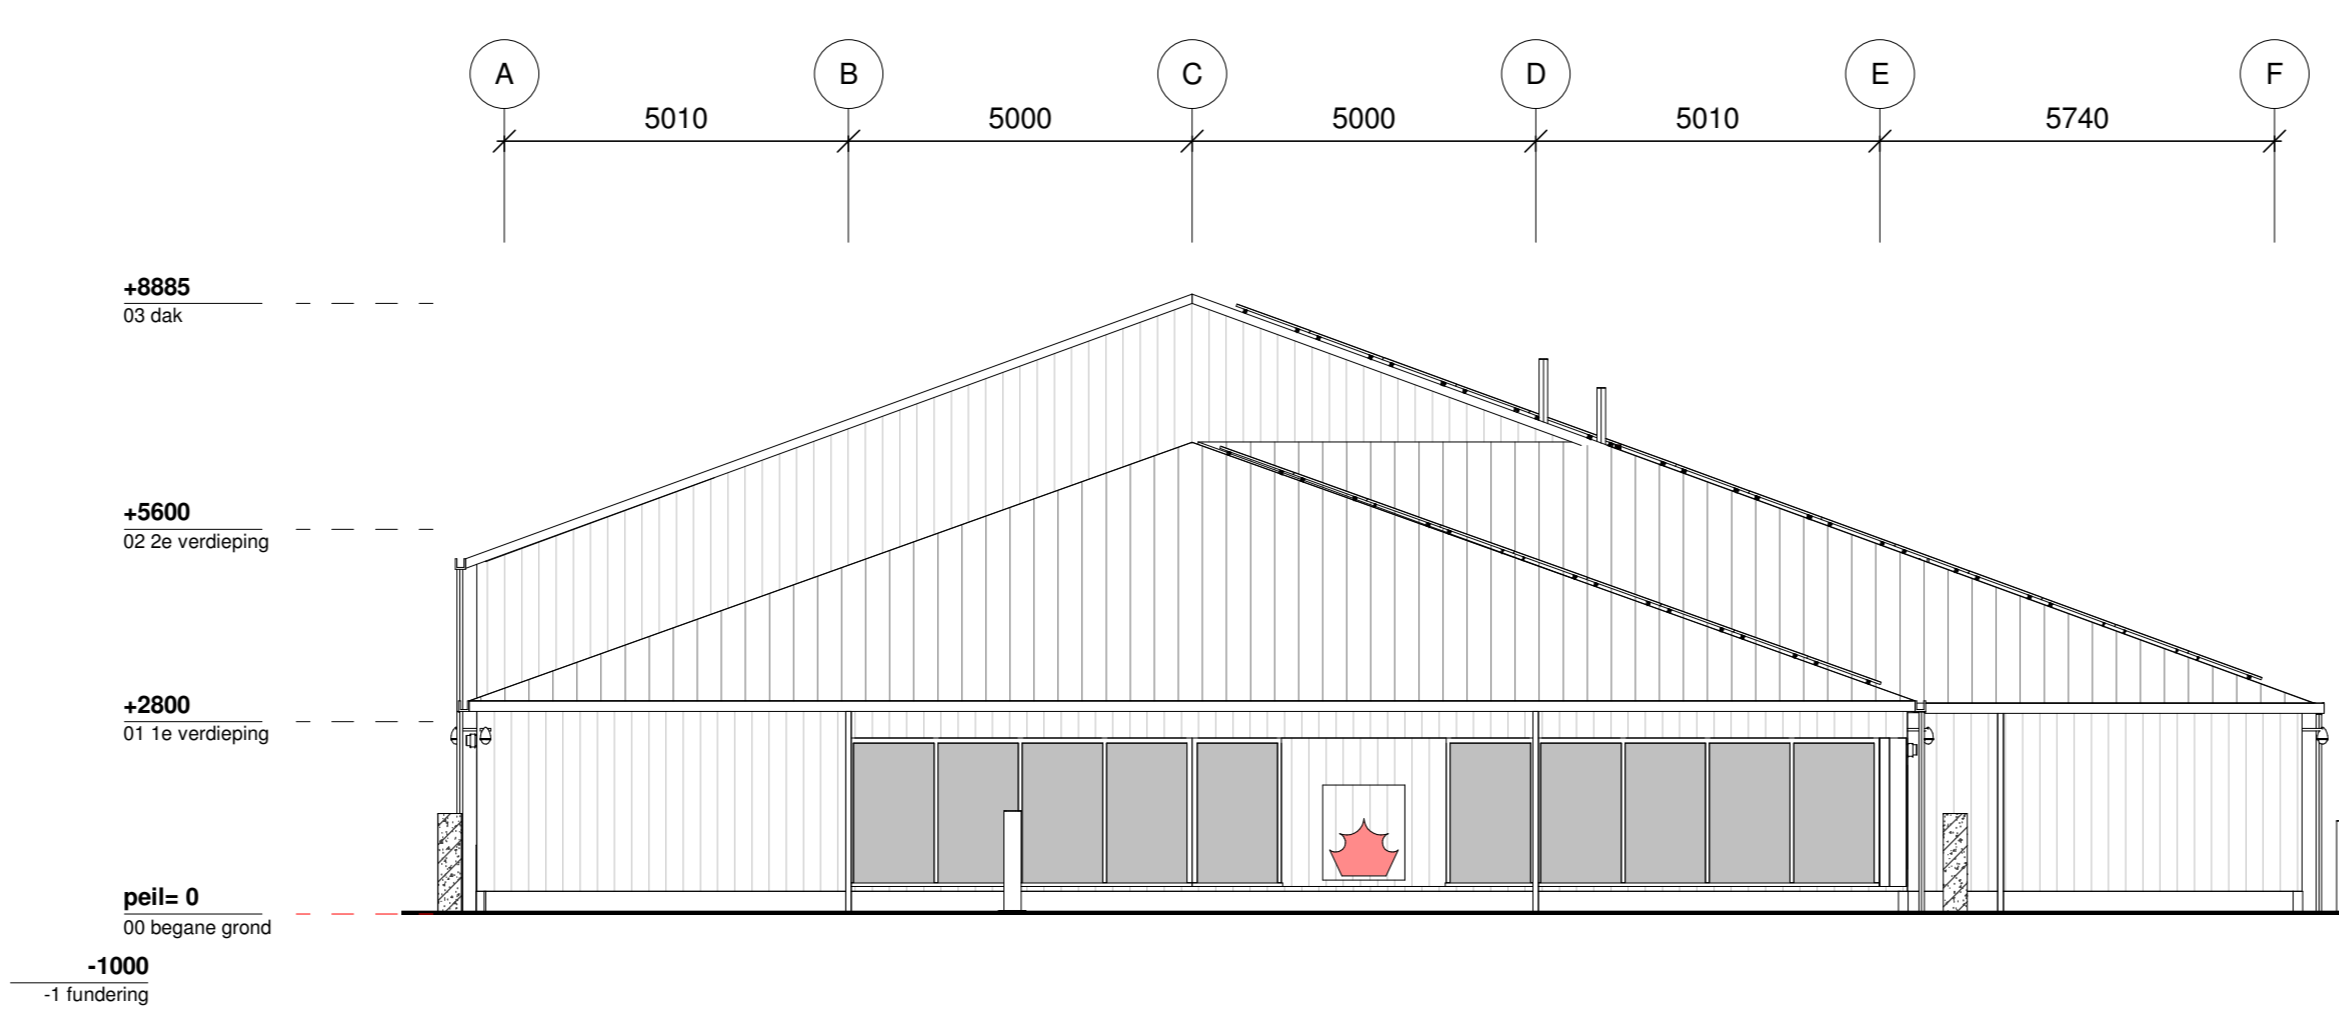 A B C D E F
5010 5000 5000 5010 5740
+8885
03 dak
+5600
02 2e verdieping
+2800
01 1e verdieping
peil= 0
00 begane grond
-1000
-1 fundering